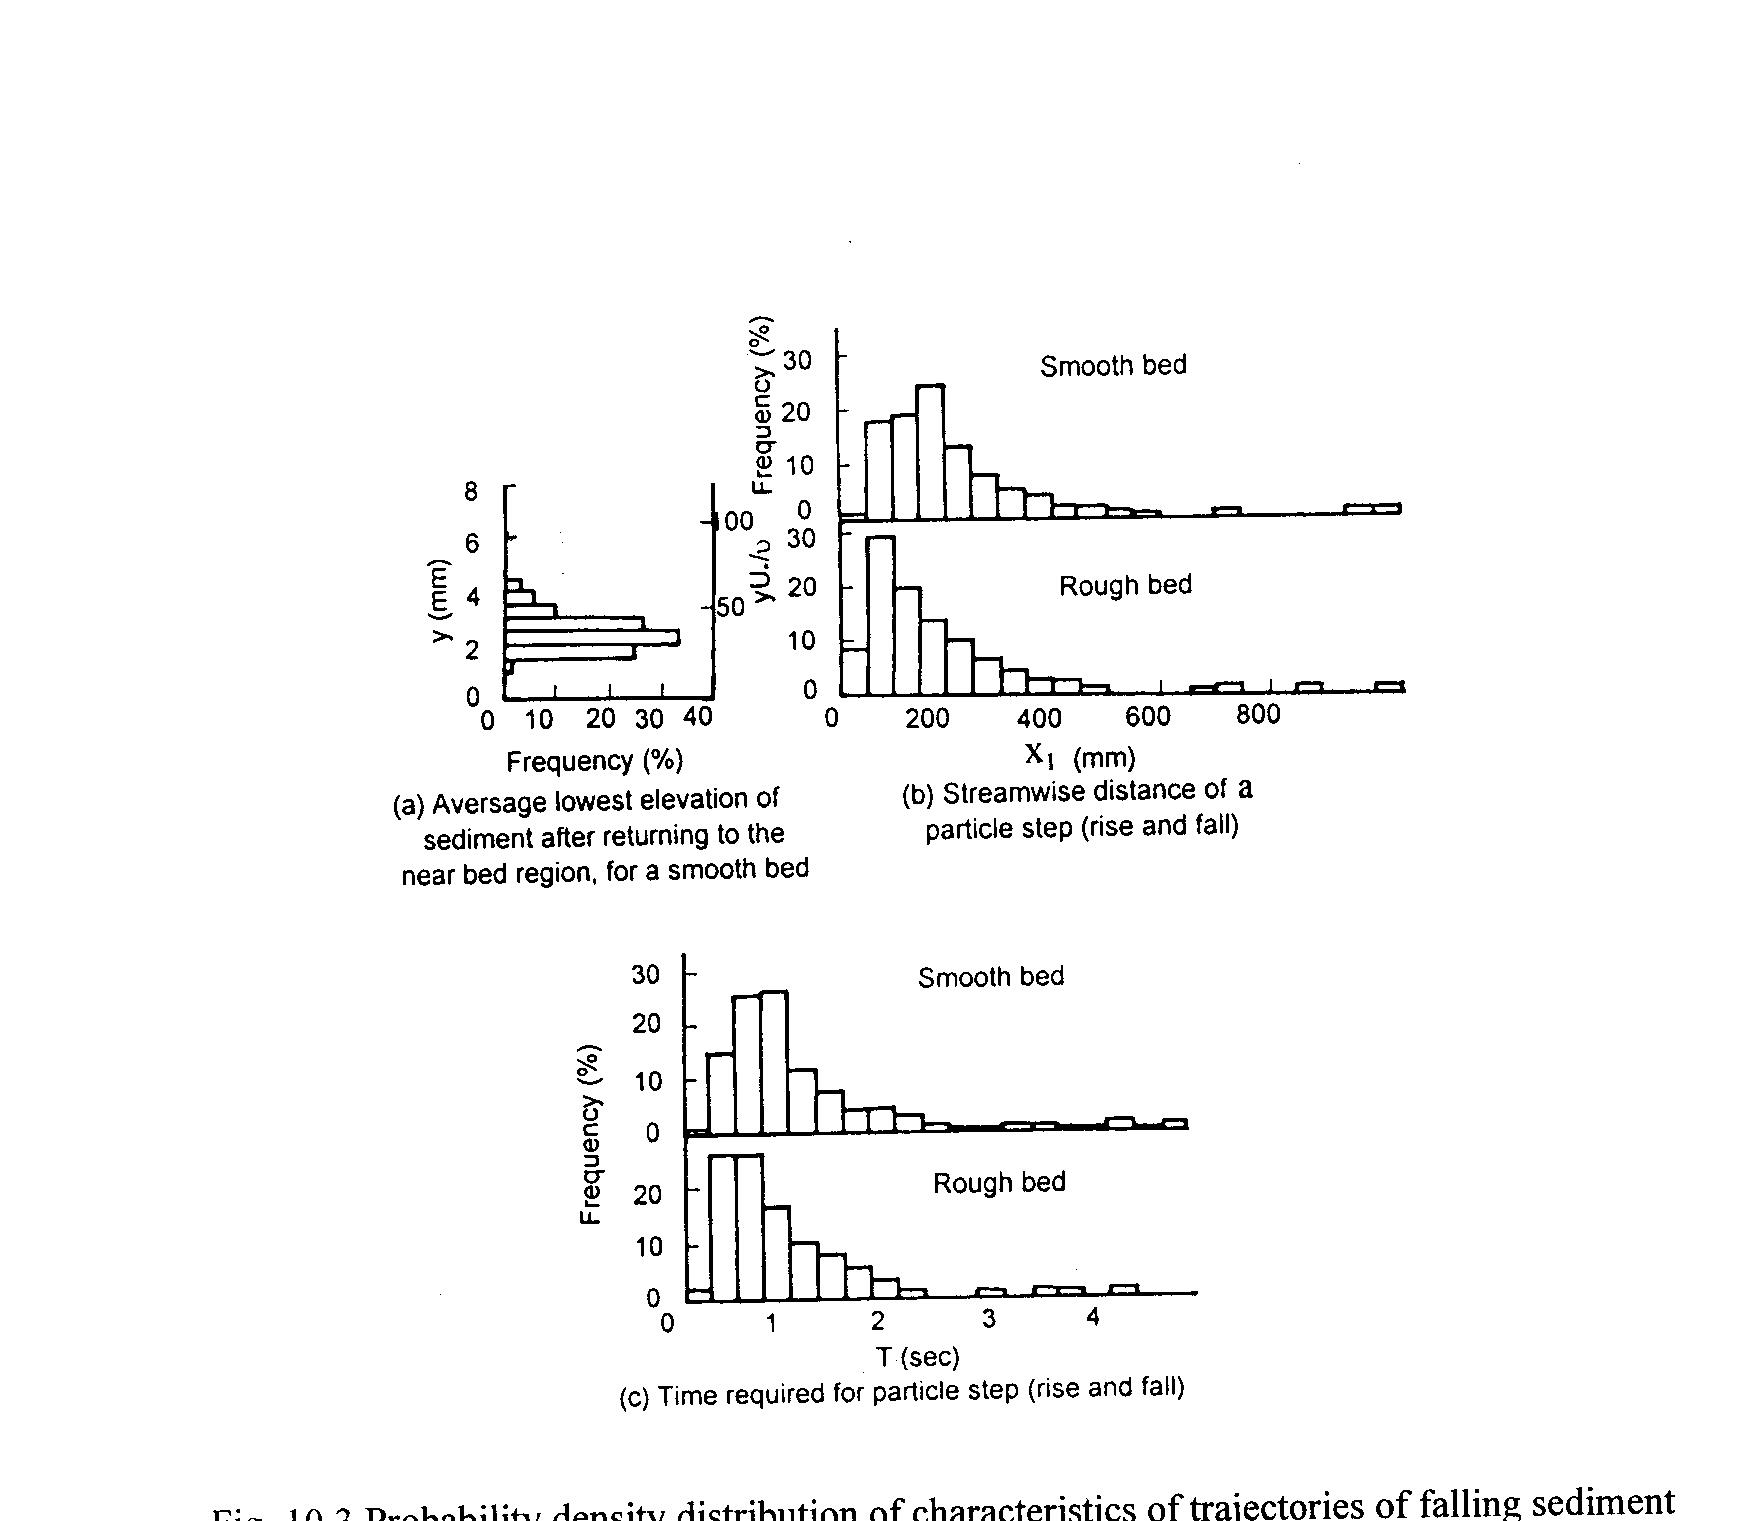 Frequency (%)
30
20
10
0
Smooth bed
30
20
10
0
Rough bed
0 200 400 600 800
X1 (mm)
(b) Streamwise distance of a
particle step (rise and fall)
y (mm)
8
6
4
2
0
100
50
yU*/υ
0 10 20 30 40
Frequency (%)
(a) Aversage lowest elevation of
sediment after returning to the
near bed region, for a smooth bed
Frequency (%)
30
20
10
0
Smooth bed
20
10
0
Rough bed
0 1 2 3 4
T (sec)
(c) Time required for particle step (rise and fall)
Fig. 10.3 Probability density distribution of characteristics of trajectories of falling sediment